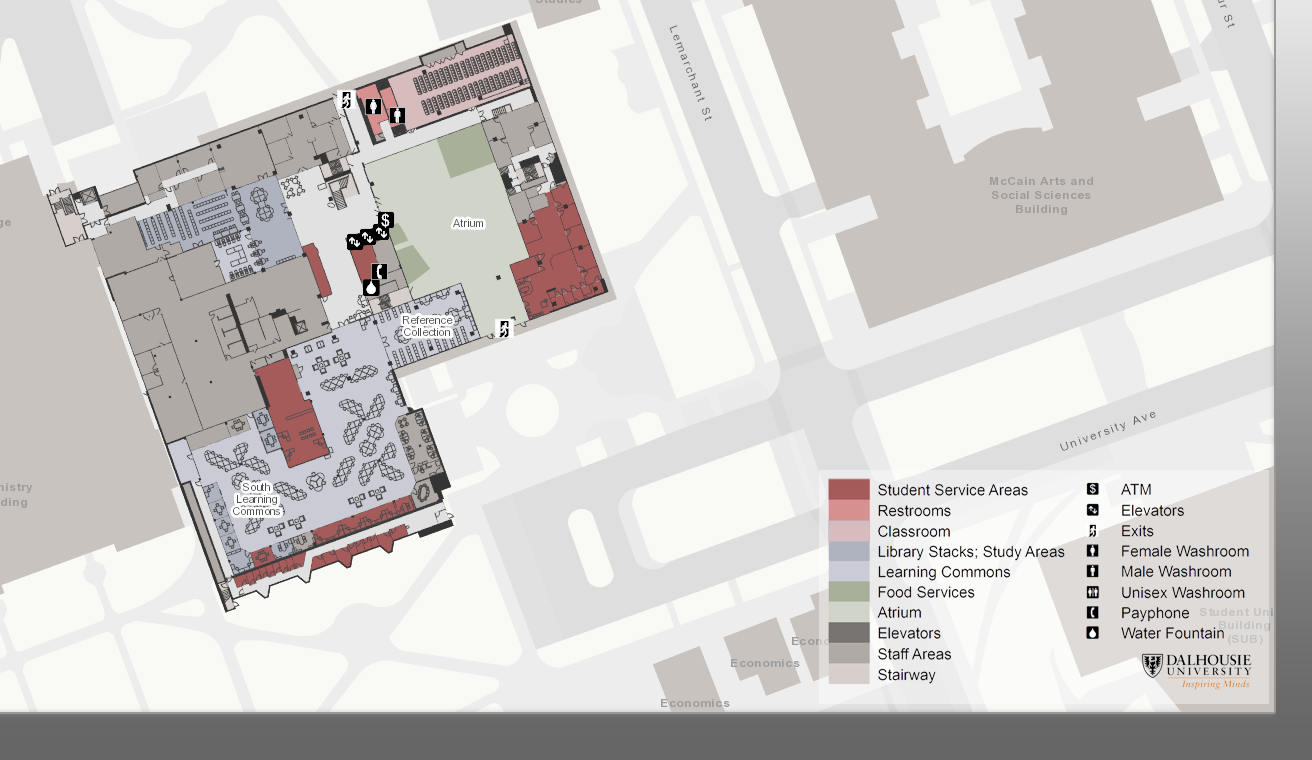 Studies
Lemarchant St
ur St
McCain Arts and
Social Sciences
Building
ge
Atrium
$
Reference
Collection
University Ave
South
Learning
Commons
mistry
ding
Student Service Areas
Restrooms
Classroom
Library Stacks; Study Areas
Learning Commons
Food Services
Atrium
Elevators
Staff Areas
Stairway
$ ATM
Elevators
Exits
Female Washroom
Male Washroom
Unisex Washroom
Payphone
Water Fountain
Student Uni
Building
(SUB)
Econ
Economics
Economics
DALHOUSIE
UNIVERSITY
Inspiring Minds